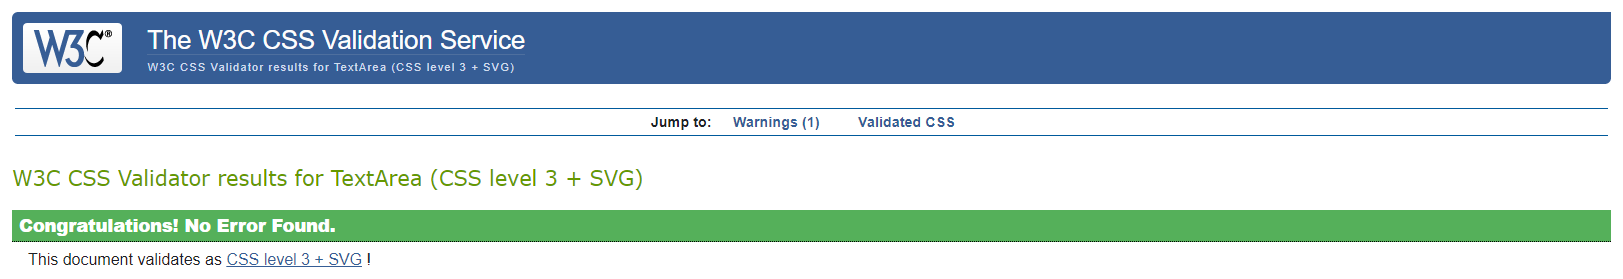 W3C®
The W3C CSS Validation Service
W3C CSS Validator results for TextArea (CSS level 3 + SVG)
Jump to: Warnings (1) Validated CSS
W3C CSS Validator results for TextArea (CSS level 3 + SVG)
Congratulations! No Error Found.
This document validates as CSS level 3 + SVG !